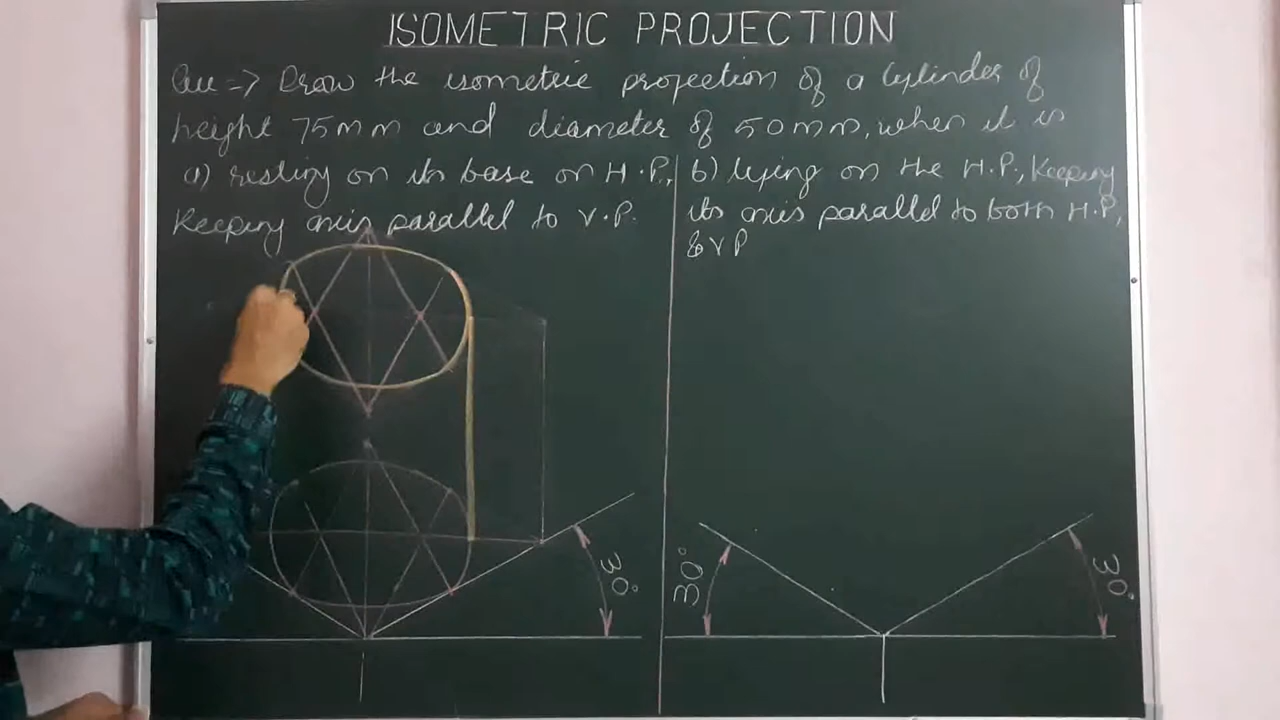 ISOMETRIC PROJECTION
Que => Draw the isometric projection of a Cylinder of
height 75mm and diameter of 50mm, when it is
a) resting on its base on H.P.,
Keeping axis parallel to V.P.
b) lying on the H.P., Keeping
its axis parallel to both H.P,
& V P
30°
30°
30°